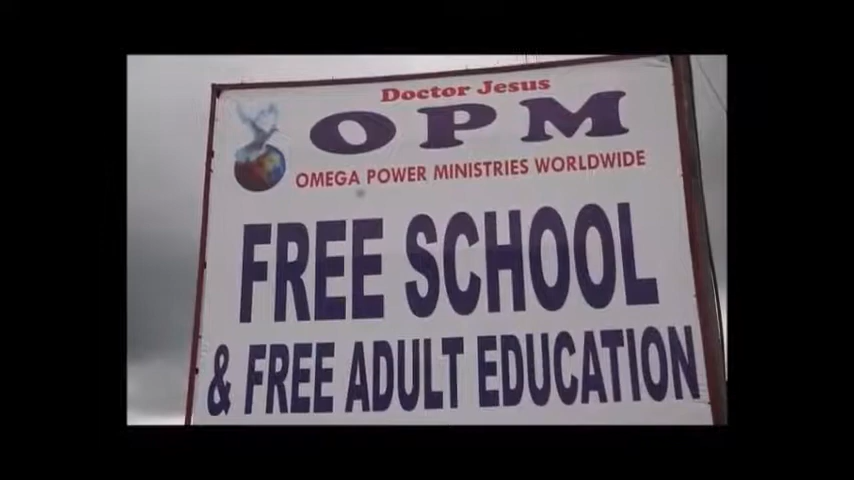 Doctor Jesus
OPM
OMEGA POWER MINISTRIES WORLDWIDE
FREE SCHOOL
& FREE ADULT EDUCATION